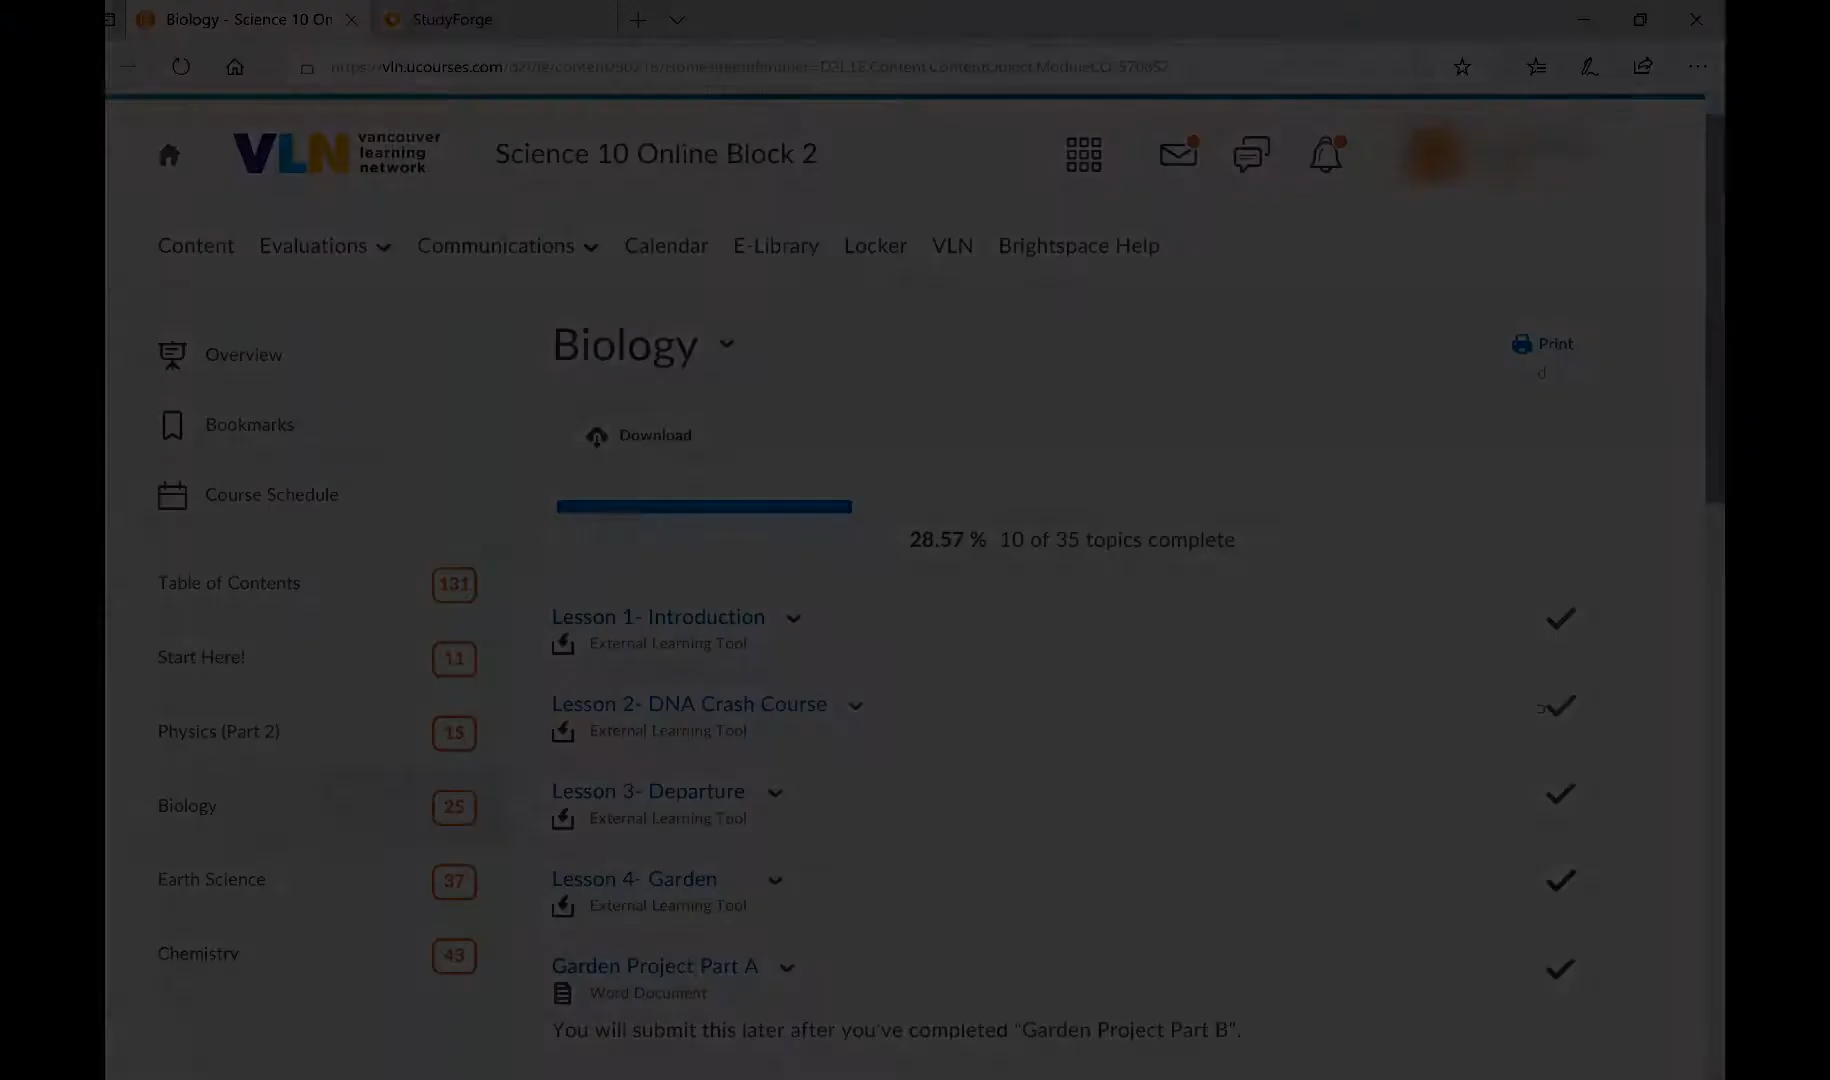 Biology - Science 10 On
StudyForge
vln.ucourses.com
VLN vancouver learning network
Science 10 Online Block 2
Content Evaluations Communications Calendar E-Library Locker VLN Brightspace Help
Overview
Bookmarks
Course Schedule
Table of Contents 131
Start Here! 11
Physics (Part 2) 15
Biology 25
Earth Science 37
Chemistry 43
Biology
Print
d
Download
28.57 % 10 of 35 topics complete
Lesson 1- Introduction
External Learning Tool
Lesson 2- DNA Crash Course
External Learning Tool
Lesson 3- Departure
External Learning Tool
Lesson 4- Garden
External Learning Tool
Garden Project Part A
Word Document
You will submit this later after you've completed "Garden Project Part B".